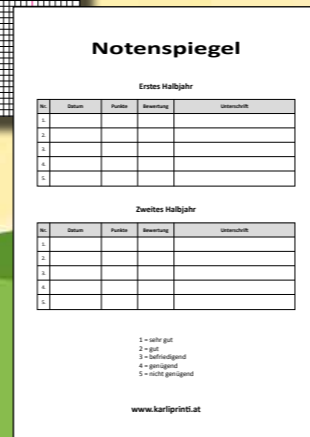 Notenspiegel
Erstes Halbjahr
Nr. Datum Punkte Bewertung Unterschrift
1.
2.
3.
4.
5.
Zweites Halbjahr
Nr. Datum Punkte Bewertung Unterschrift
1.
2.
3.
4.
5.
1 = sehr gut
2 = gut
3 = befriedigend
4 = genügend
5 = nicht genügend
www.karliprinti.at